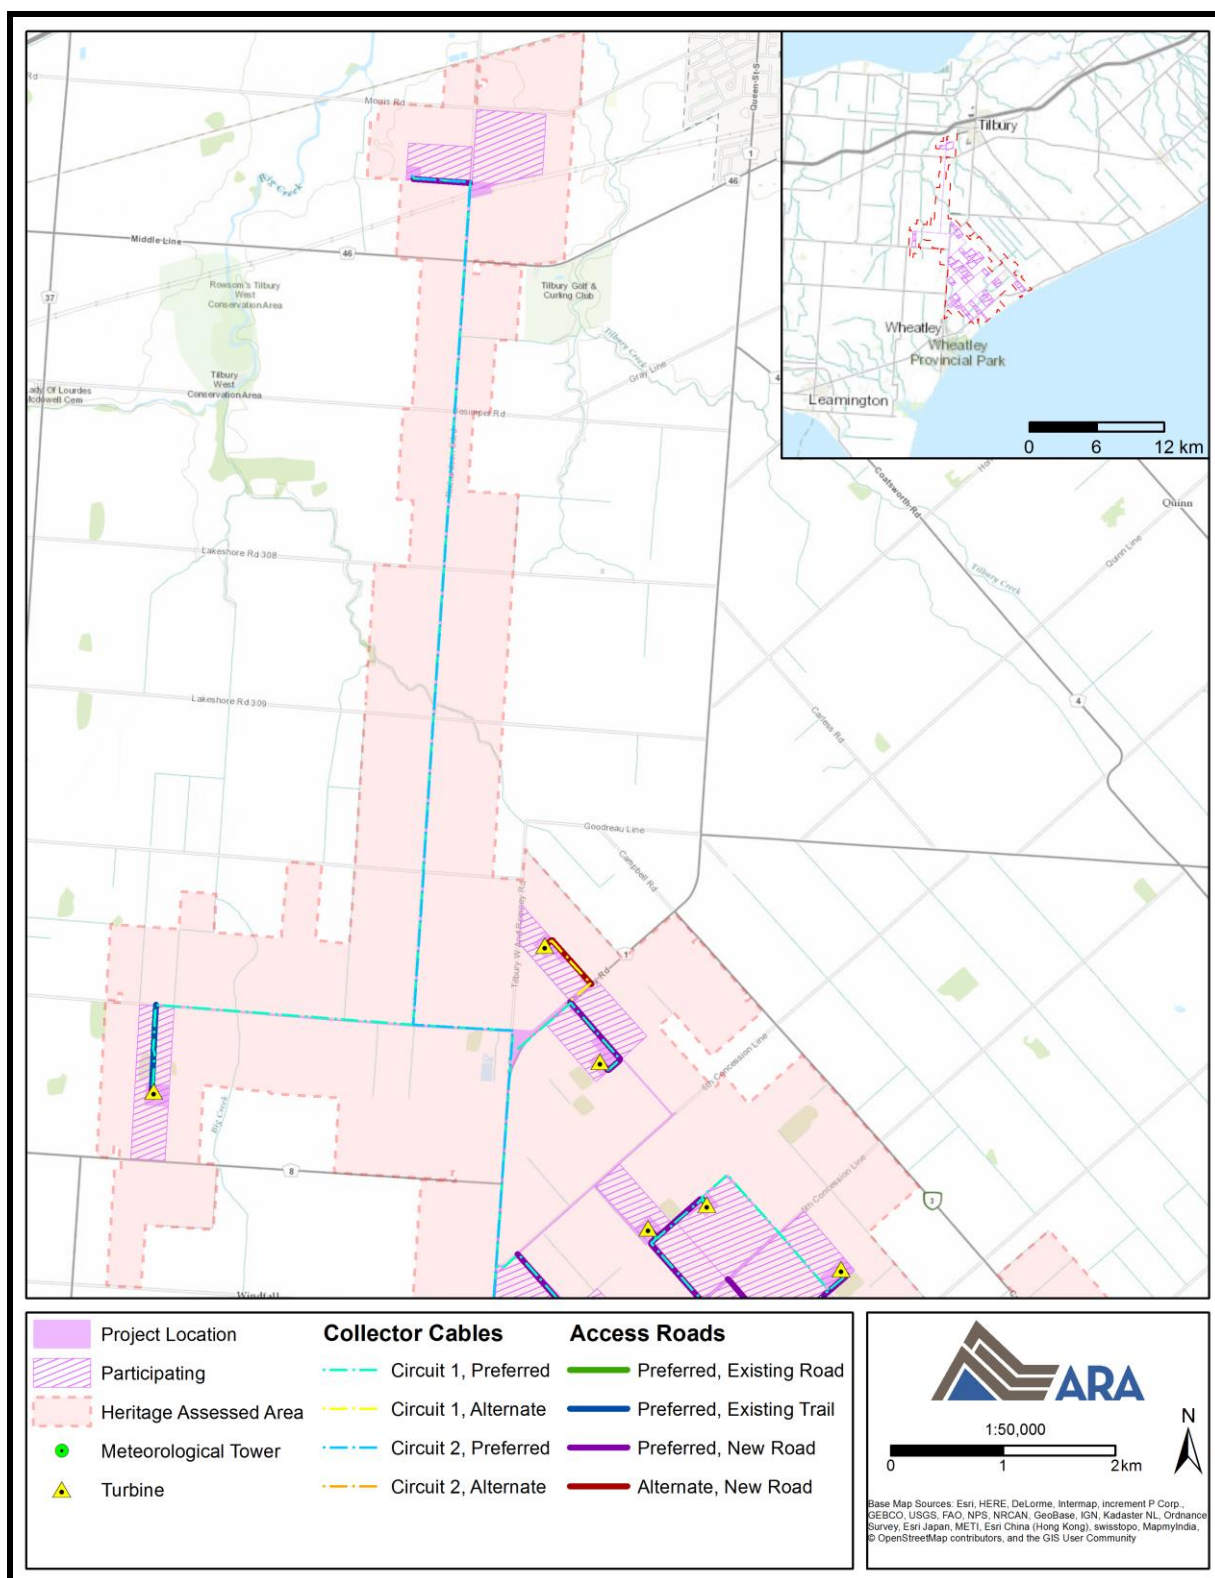 Rd
Morris Rd
Queen-St-S
1
46
Big Creek
Middle Line
46
37
Rowsom's Tilbury
West
Conservation Area
Tilbury Golf &
Curling Club
Tilbury Creek
Gray Line
Tilbury
West
Conservation Area
Lady Of Lourdes
Mcdowell Cem
Tilbury
Wheatley
Wheatley
Provincial Park
Leamington
0 6 12 km
Coatsworth-Rd
Quinn
Quinn Line
Tilbury Creek
Lakeshore Rd 308
Lakeshore Rd 309
Carless Rd
4
Goodreau Line
Campbell Rd
Tilbury W And Romney Rd
1
Rd
6th Concession Line
Big Creek
8
5th Concession Line
3
Windfall
Project Location
Participating
Heritage Assessed Area
Meteorological Tower
Turbine
Collector Cables
Circuit 1, Preferred
Circuit 1, Alternate
Circuit 2, Preferred
Circuit 2, Alternate
Access Roads
Preferred, Existing Road
Preferred, Existing Trail
Preferred, New Road
Alternate, New Road
ARA
1:50,000
0 1 2 km
N
Base Map Sources: Esri, HERE, DeLorme, Intermap, increment P Corp.,
GEBCO, USGS, FAO, NPS, NRCAN, GeoBase, IGN, Kadaster NL, Ordnance
Survey, Esri Japan, METI, Esri China (Hong Kong), swisstopo, MapmyIndia,
© OpenStreetMap contributors, and the GIS User Community